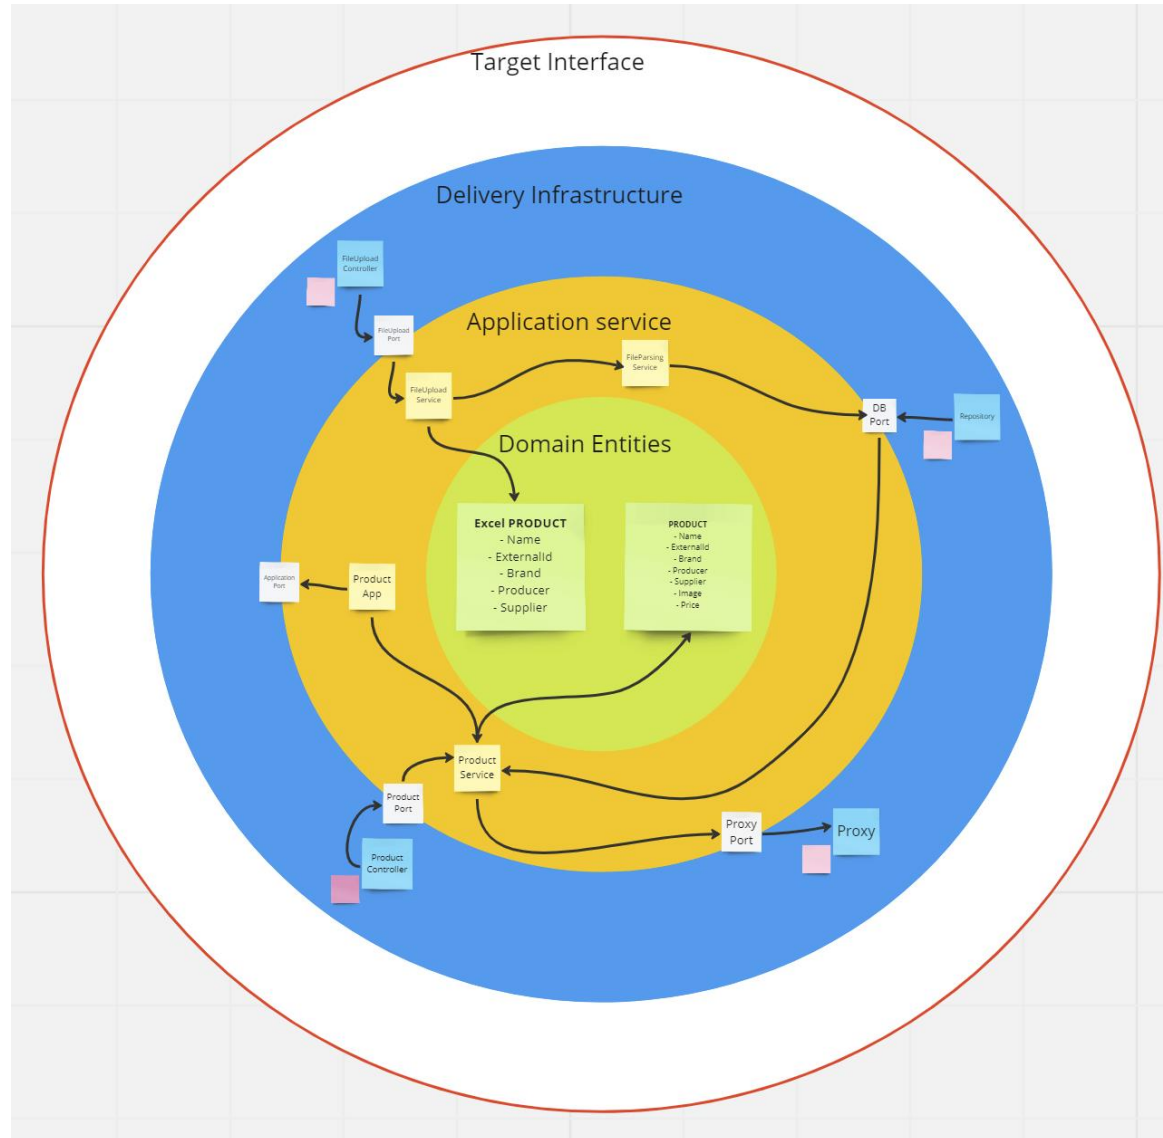 Target Interface
Delivery Infrastructure
FileUpload
Controller
Application service
FileUpload
Port
FileParsing
Service
FileUpload
Service
DB
Port
Repository
Domain Entities
Excel PRODUCT
- Name
- ExternalId
- Brand
- Producer
- Supplier
PRODUCT
- Name
- ExternalId
- Brand
- Producer
- Supplier
- Image
- Price
Application
Port
Product
App
Product
Service
Product
Port
Proxy
Port
Proxy
Product
Controller